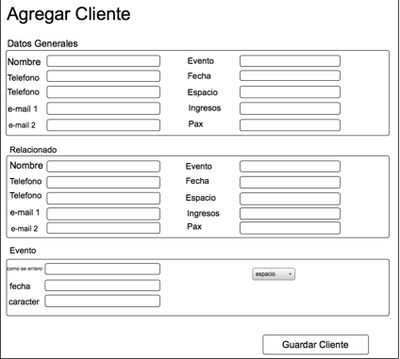 Agregar Cliente
Datos Generales
Nombre Evento
Telefono Fecha
Telefono Espacio
e-mail 1 Ingresos
e-mail 2 Pax
Relacionado
Nombre Evento
Telefono Fecha
Telefono Espacio
e-mail 1 Ingresos
e-mail 2 Pax
Evento
como se entero espacio
fecha
caracter
Guardar Cliente